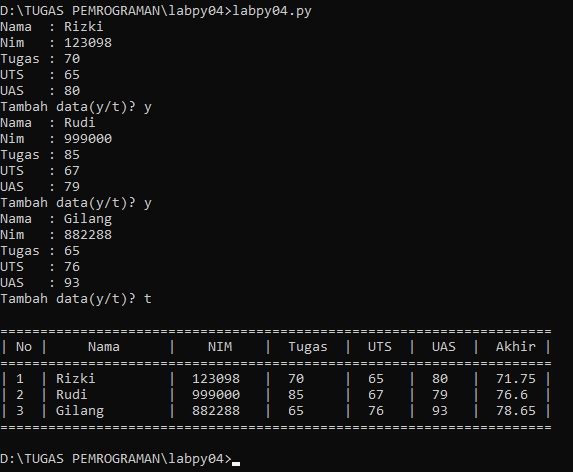 D:\TUGAS PEMROGRAMAN\labpy04>labpy04.py
Nama  : Rizki
Nim   : 123098
Tugas : 70
UTS   : 65
UAS   : 80
Tambah data(y/t)? y
Nama  : Rudi
Nim   : 999000
Tugas : 85
UTS   : 67
UAS   : 79
Tambah data(y/t)? y
Nama  : Gilang
Nim   : 882288
Tugas : 65
UTS   : 76
UAS   : 93
Tambah data(y/t)? t
=====================================================================
| No |     Nama      |    NIM    |  Tugas  |  UTS  |  UAS  |  Akhir |
=====================================================================
| 1  | Rizki         |  123098   |  70     |  65   |  80   |  71.75 |
| 2  | Rudi          |  999000   |  85     |  67   |  79   |  76.6  |
| 3  | Gilang        |  882288   |  65     |  76   |  93   |  78.65 |
=====================================================================
D:\TUGAS PEMROGRAMAN\labpy04>